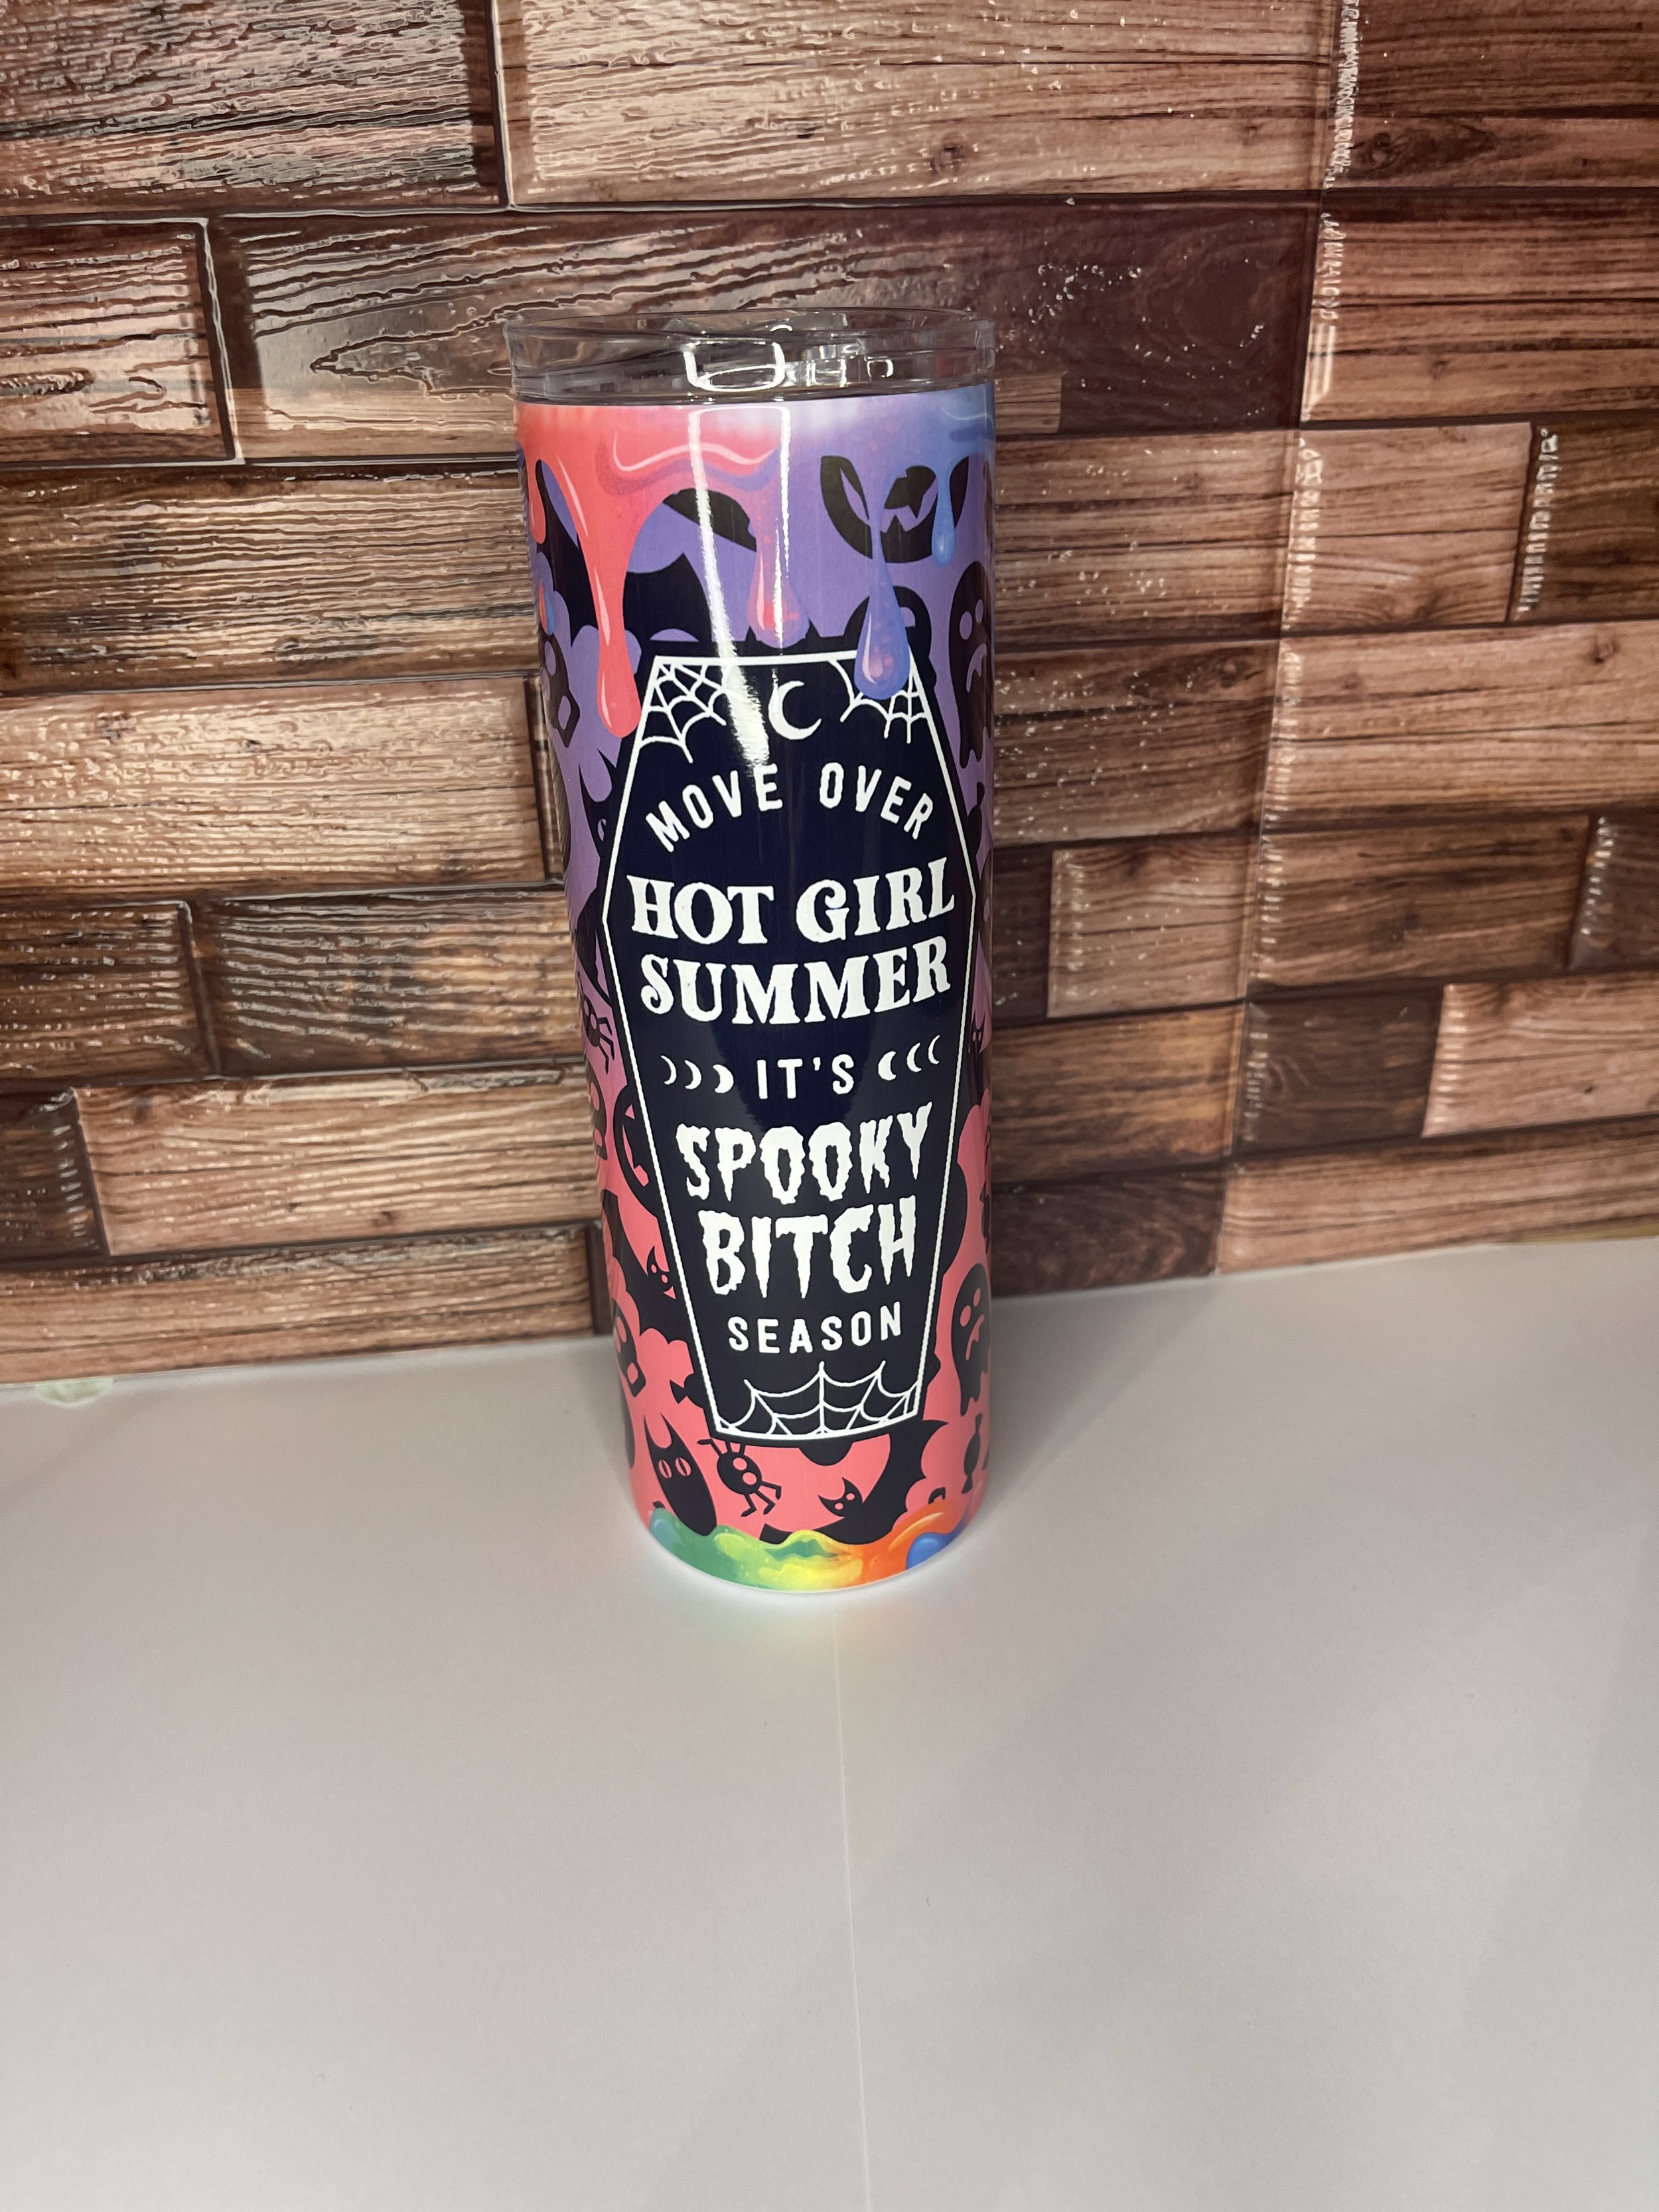 MOVE OVER
HOT GIRL
SUMMER
IT'S
SPOOKY
BITCH
SEASON